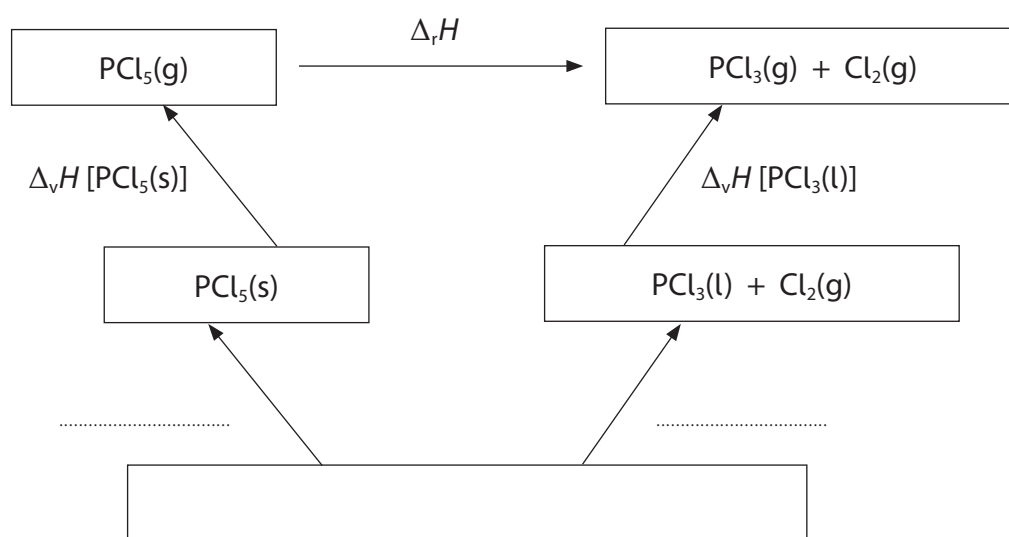 ΔᵣH
PCl₅(g)
PCl₃(g) + Cl₂(g)
ΔᵥH [PCl₅(s)]
ΔᵥH [PCl₃(l)]
PCl₅(s)
PCl₃(l) + Cl₂(g)
...................................
...................................